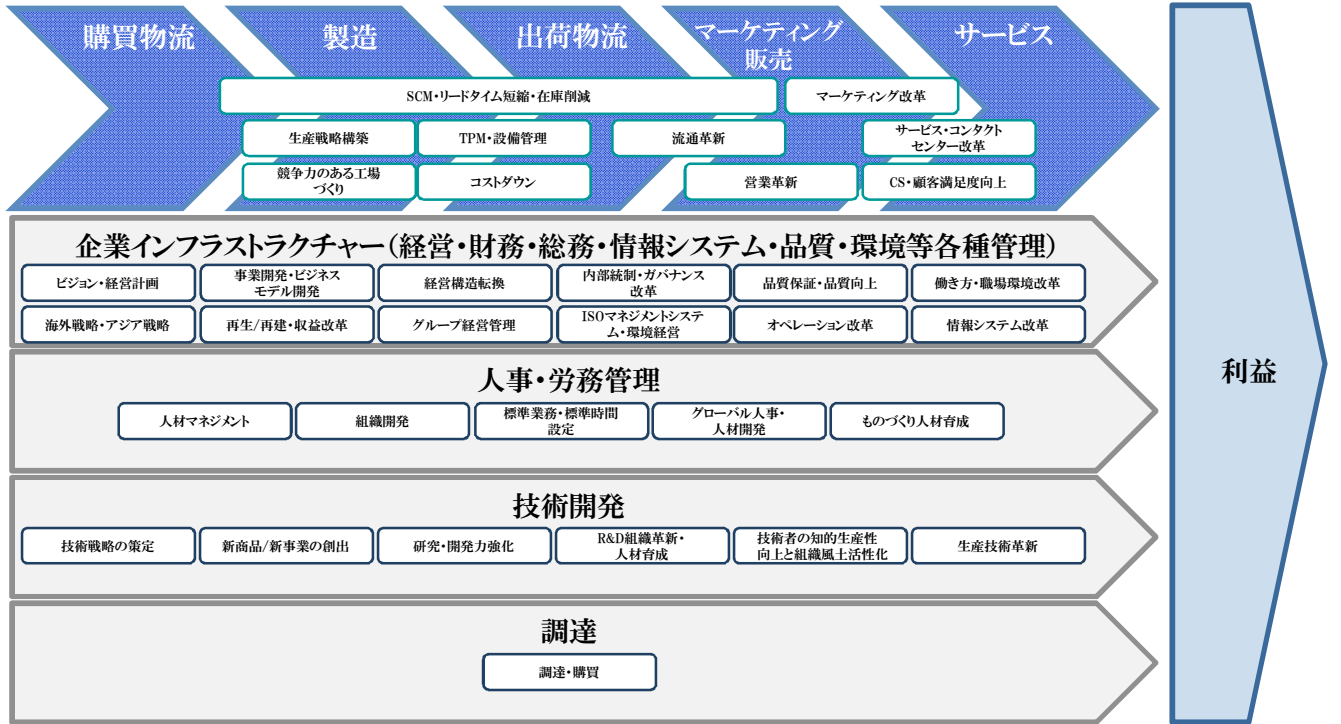 購買物流
製造
出荷物流
マーケティング
販売
サービス
SCM・リードタイム短縮・在庫削減
マーケティング改革
生産戦略構築
TPM・設備管理
流通革新
サービス・コンタクト
センター改革
競争力のある工場
づくり
コストダウン
営業革新
CS・顧客満足度向上
企業インフラストラクチャー（経営・財務・総務・情報システム・品質・環境等各種管理）
ビジョン・経営計画
事業開発・ビジネス
モデル開発
経営構造転換
内部統制・ガバナンス
改革
品質保証・品質向上
働き方・職場環境改革
海外戦略・アジア戦略
再生/再建・収益改革
グループ経営管理
ISOマネジメントシステ
ム・環境経営
オペレーション改革
情報システム改革
人事・労務管理
人材マネジメント
組織開発
標準業務・標準時間
設定
グローバル人事・
人材開発
ものづくり人材育成
技術開発
技術戦略の策定
新商品/新事業の創出
研究・開発力強化
R&D組織革新・
人材育成
技術者の知的生産性
向上と組織風土活性化
生産技術革新
調達
調達・購買
利益